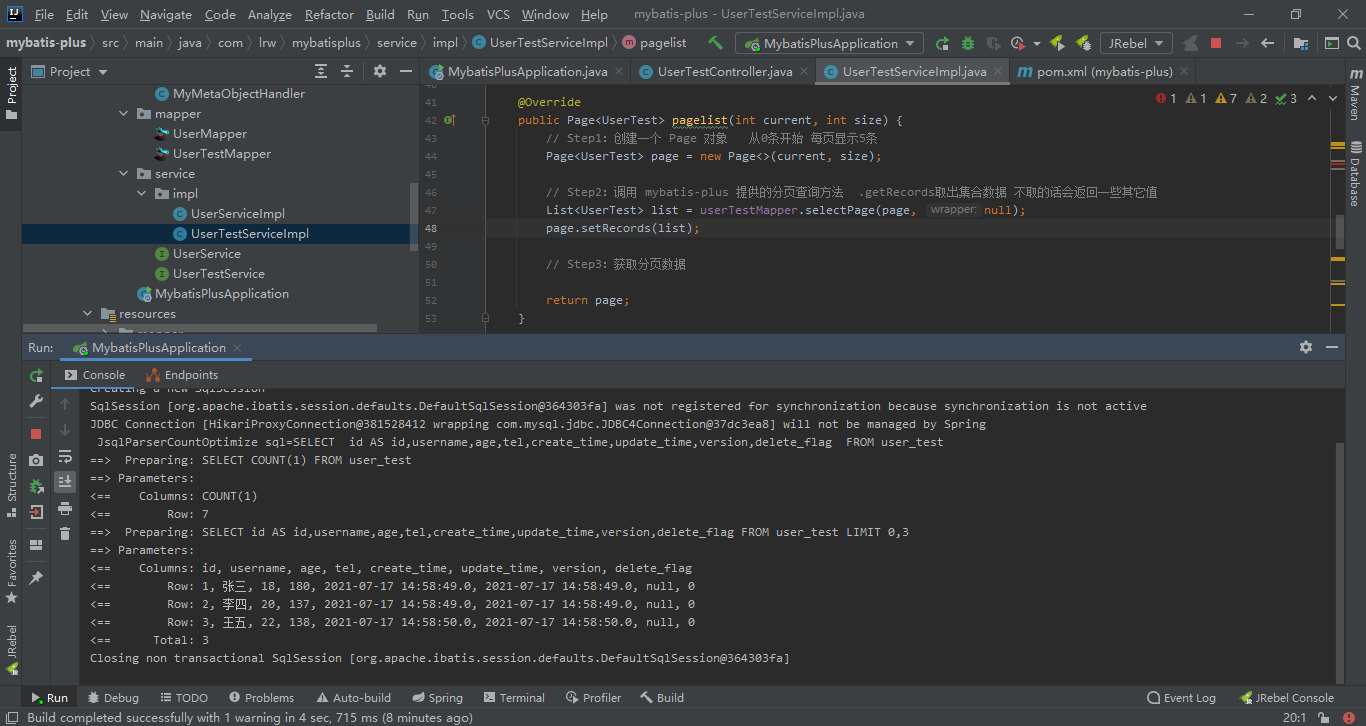 File Edit View Navigate Code Analyze Refactor Build Run Tools VCS Window Help mybatis-plus - UserTestServiceImpl.java
mybatis-plus src main java com lrw mybatisplus service impl UserTestServiceImpl pagelist MybatisPlusApplication JRebel
Project
MybatisPlusApplication.java UserTestController.java UserTestServiceImpl.java pom.xml (mybatis-plus)
MyMetaObjectHandler
mapper
UserMapper
UserTestMapper
service
impl
UserServiceImpl
UserTestServiceImpl
UserService
UserTestService
MybatisPlusApplication
resources
1 1 7 2 3
41 @Override
42 public Page<UserTest> pagelist(int current, int size) {
43 // Step1：创建一个 Page 对象   从0条开始 每页显示5条
44 Page<UserTest> page = new Page<>(current, size);
45
46 // Step2：调用 mybatis-plus 提供的分页查询方法  .getRecords取出集合数据 不取的话会返回一些其它值
47 List<UserTest> list = userTestMapper.selectPage(page, wrapper: null);
48 page.setRecords(list);
49
50 // Step3：获取分页数据
51
52 return page;
53 }
Project
Structure
Favorites
JRebel
Maven
Database
Run: MybatisPlusApplication
Console Endpoints
Creating a new SqlSession
SqlSession [org.apache.ibatis.session.defaults.DefaultSqlSession@364303fa] was not registered for synchronization because synchronization is not active
JDBC Connection [HikariProxyConnection@381528412 wrapping com.mysql.jdbc.JDBC4Connection@37dc3ea8] will not be managed by Spring
JsqlParserCountOptimize sql=SELECT  id AS id,username,age,tel,create_time,update_time,version,delete_flag  FROM user_test
==>  Preparing: SELECT COUNT(1) FROM user_test
==> Parameters:
<==    Columns: COUNT(1)
<==        Row: 7
==>  Preparing: SELECT id AS id,username,age,tel,create_time,update_time,version,delete_flag FROM user_test LIMIT 0,3
==> Parameters:
<==    Columns: id, username, age, tel, create_time, update_time, version, delete_flag
<==        Row: 1, 张三, 18, 180, 2021-07-17 14:58:49.0, 2021-07-17 14:58:49.0, null, 0
<==        Row: 2, 李四, 20, 137, 2021-07-17 14:58:49.0, 2021-07-17 14:58:49.0, null, 0
<==        Row: 3, 王五, 22, 138, 2021-07-17 14:58:50.0, 2021-07-17 14:58:50.0, null, 0
<==      Total: 3
Closing non transactional SqlSession [org.apache.ibatis.session.defaults.DefaultSqlSession@364303fa]
Run Debug TODO Problems Auto-build Spring Terminal Profiler Build Event Log JRebel Console
Build completed successfully with 1 warning in 4 sec, 715 ms (8 minutes ago) 20:1